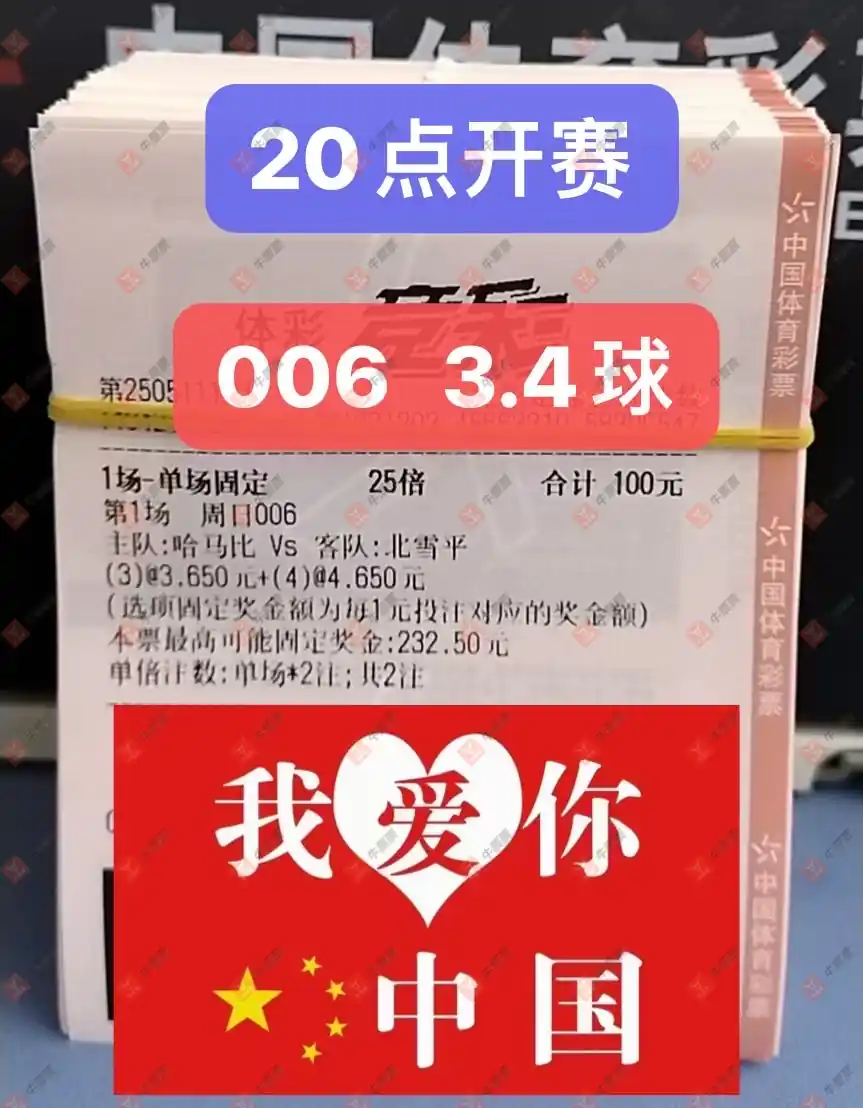 20点开赛
体彩
006 3.4球
1场-单场固定 25倍 合计 100元
第1场 周日006
主队:哈马比 Vs 客队:北雪平
(3)@3.650元+(4)@4.650元
(选项固定奖金额为每1元投注对应的奖金额)
本票最高可能固定奖金:232.50元
单倍注数:单场*2注;共2注
我爱你
中国
中国体育彩票
中国体育彩票
中国体育彩票